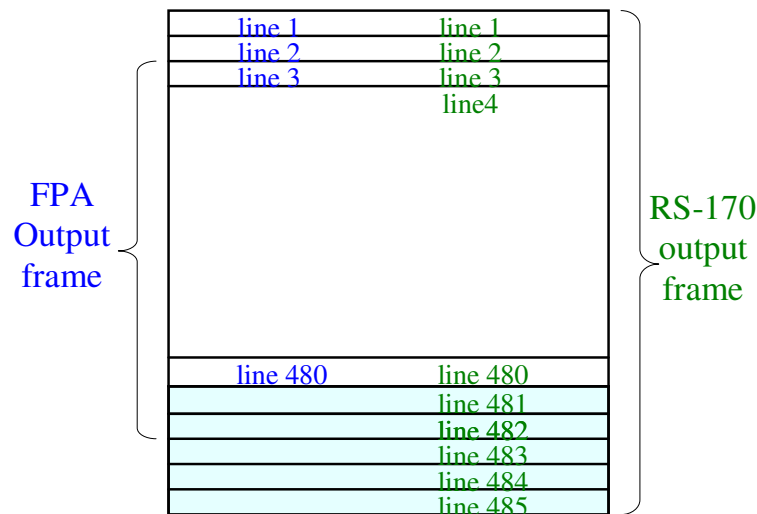 line 1 line 1
line 2 line 2
line 3 line 3
line4
FPA
Output
frame
RS-170
output
frame
line 480 line 480
line 481
line 482
line 483
line 484
line 485